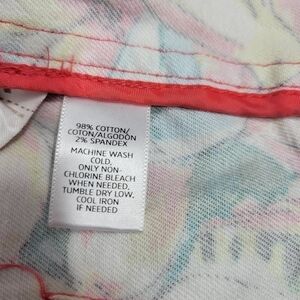 98% COTTON/
COTON/ALGODÓN
2% SPANDEX
MACHINE WASH
COLD,
ONLY NON-
CHLORINE BLEACH
WHEN NEEDED,
TUMBLE DRY LOW,
COOL IRON
IF NEEDED